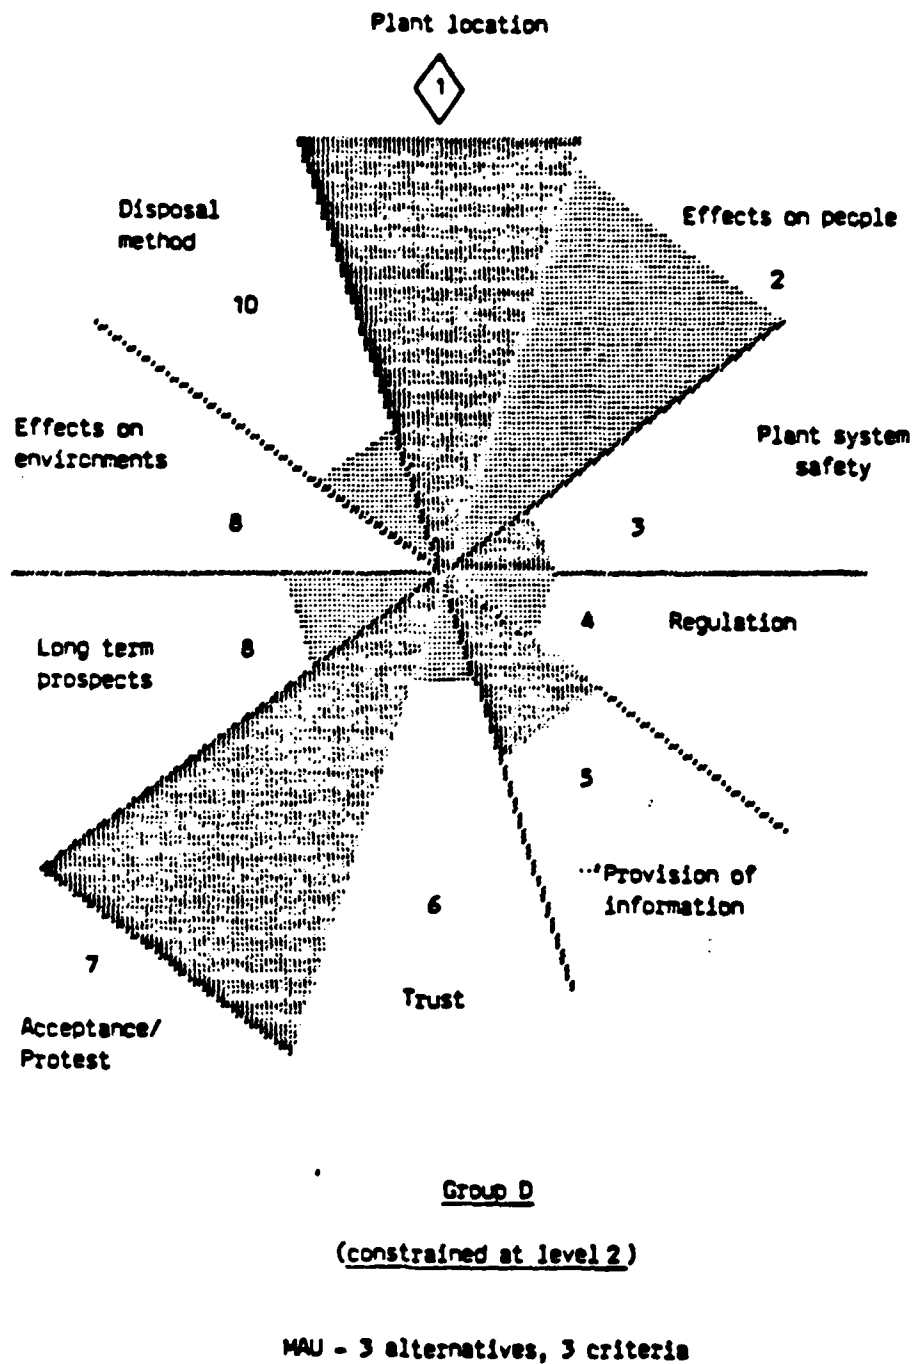 Plant location
1
Disposal
method
10
Effects on people
2
Effects on
environments
8
Plant system
safety
3
4
Regulation
Long term
prospects
8
5
Provision of
information
6
Trust
7
Acceptance/
Protest
Group D
(constrained at level 2)
MAU - 3 alternatives, 3 criteria